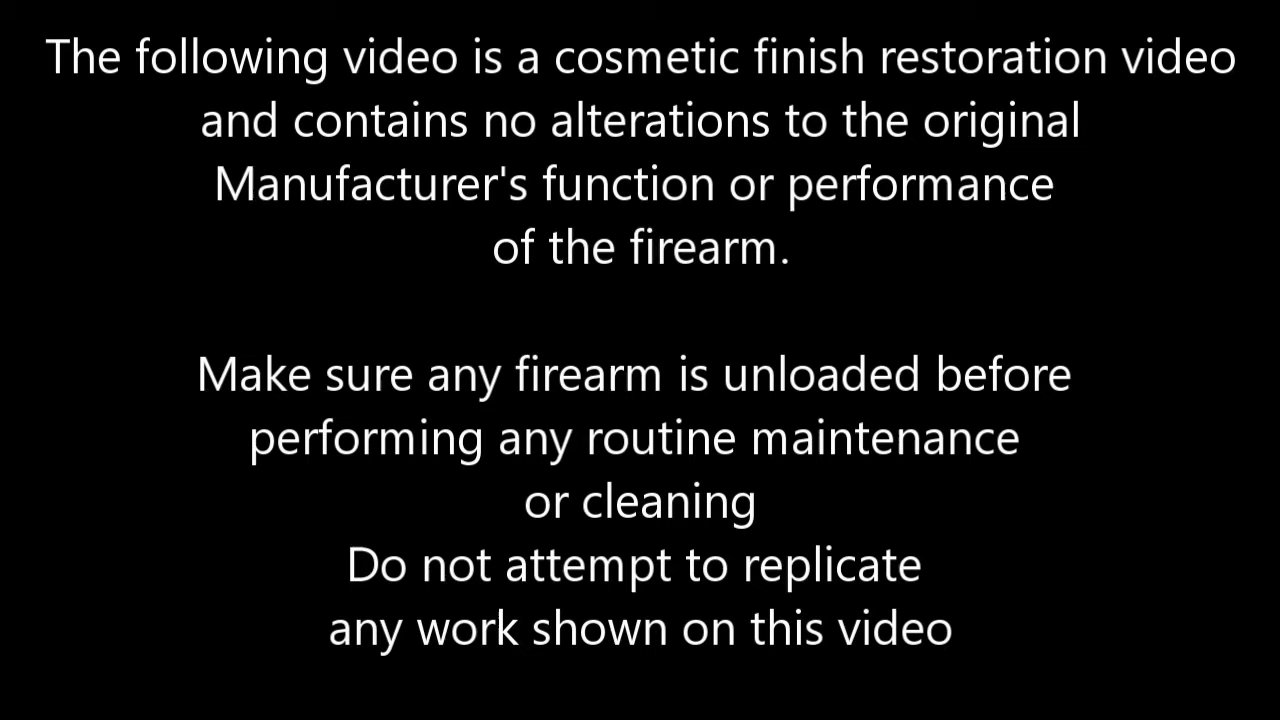 The following video is a cosmetic finish restoration video
and contains no alterations to the original
Manufacturer's function or performance
of the firearm.
Make sure any firearm is unloaded before
performing any routine maintenance
or cleaning
Do not attempt to replicate
any work shown on this video